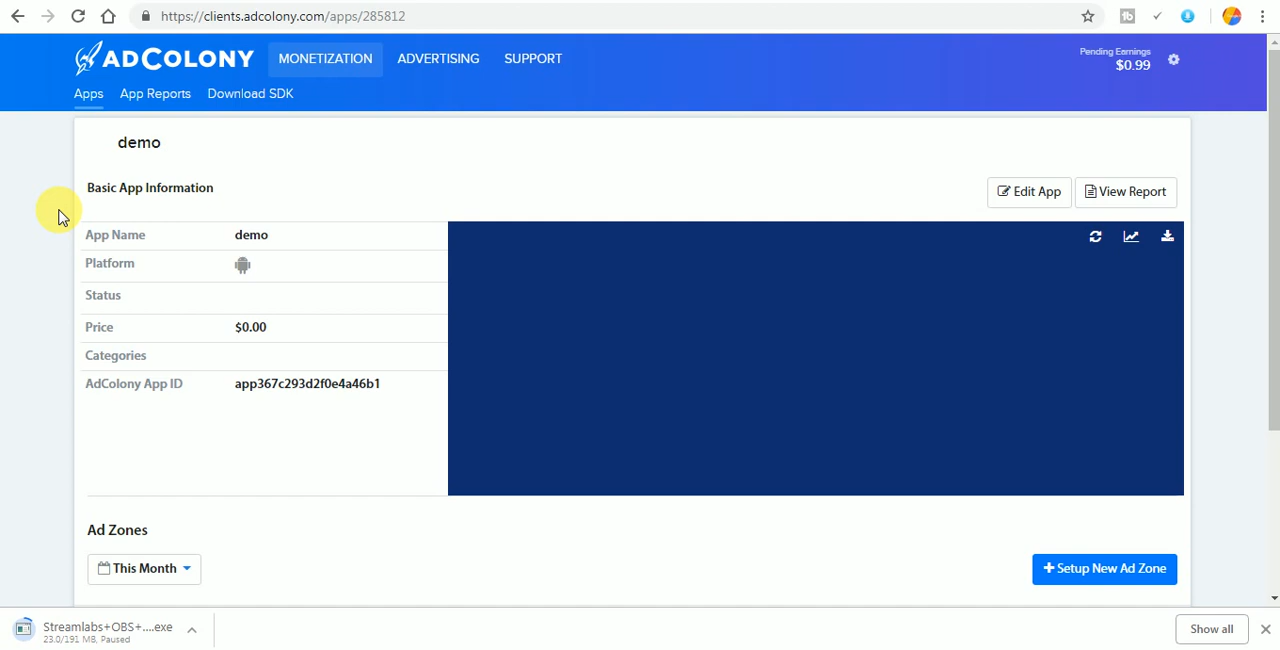 https://clients.adcolony.com/apps/285812
ADCOLONY MONETIZATION ADVERTISING SUPPORT
Pending Earnings
$0.99
Apps App Reports Download SDK
demo
Basic App Information
Edit App View Report
App Name demo
Platform
Status
Price $0.00
Categories
AdColony App ID app367c293d2f0e4a46b1
Ad Zones
This Month
+ Setup New Ad Zone
Streamlabs+OBS+....exe
23.0/191 MB, Paused
Show all